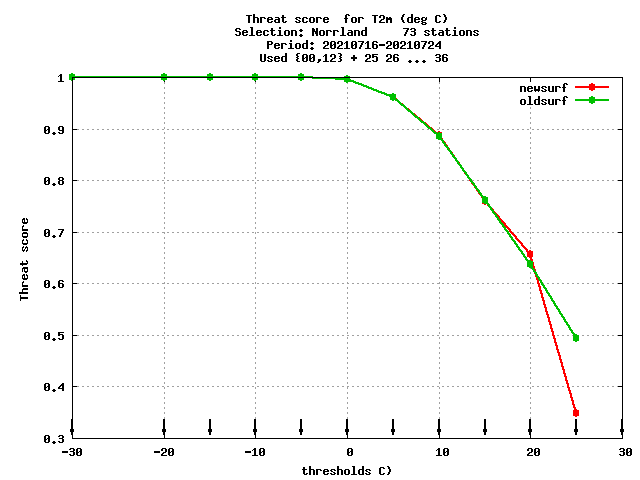 Threat score  for T2m (deg C)
Selection: Norrland     73 stations
Period: 20210716-20210724
Used {00,12} + 25 26 ... 36
newsurf
oldsurf
1
0.9
0.8
0.7
0.6
0.5
0.4
0.3
Threat score
-30 -20 -10 0 10 20 30
thresholds C)